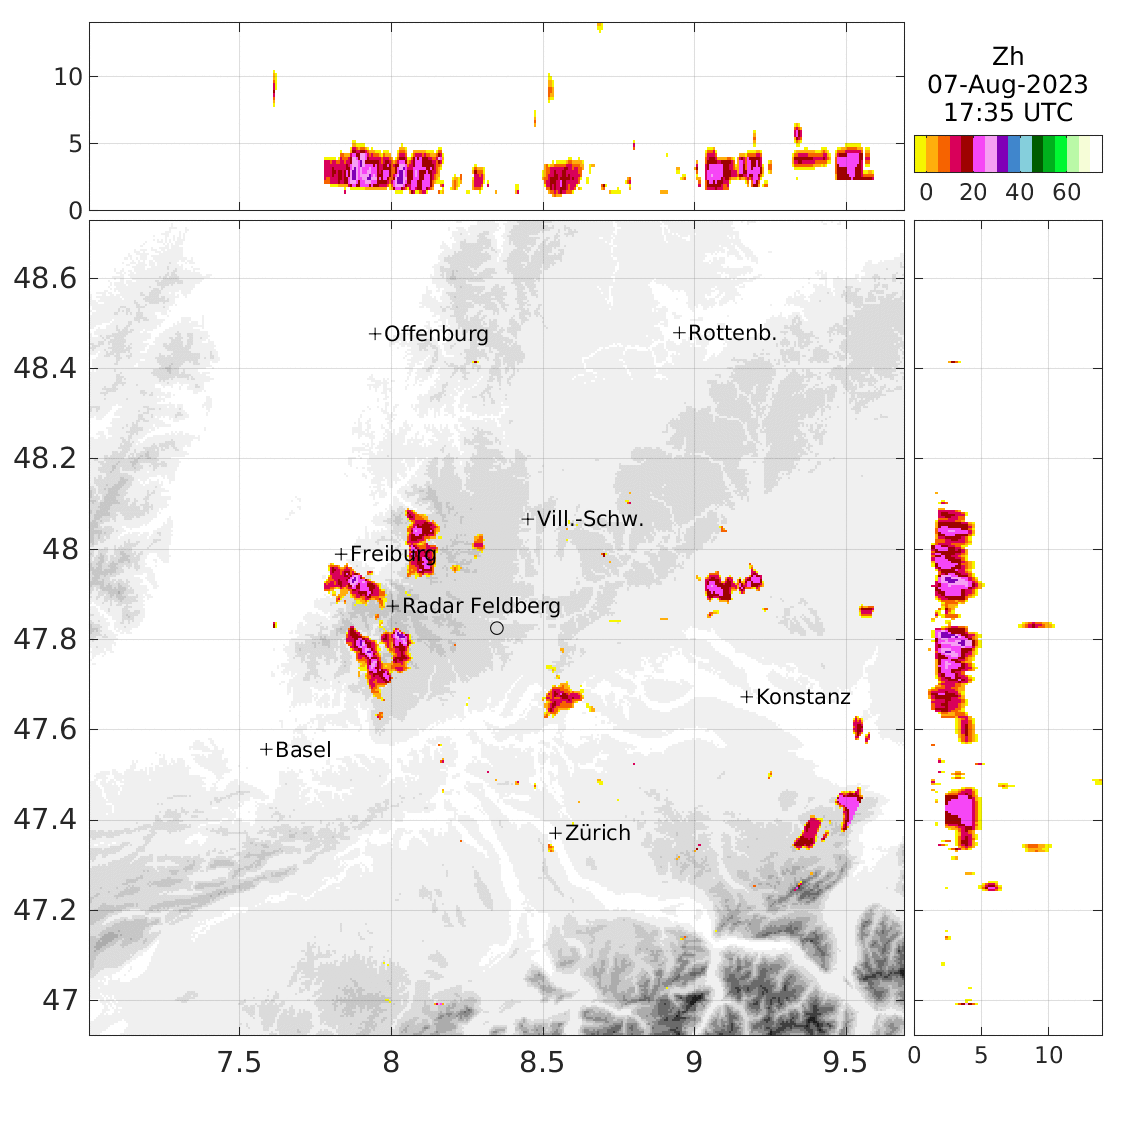 Zh
07-Aug-2023
17:35 UTC
0 20 40 60
10
5
0
48.6
48.4
48.2
48
47.8
47.6
47.4
47.2
47
Offenburg
Rottenb.
Vill.-Schw.
Freiburg
Radar Feldberg
Konstanz
Basel
Zürich
7.5 8 8.5 9 9.5
0 5 10